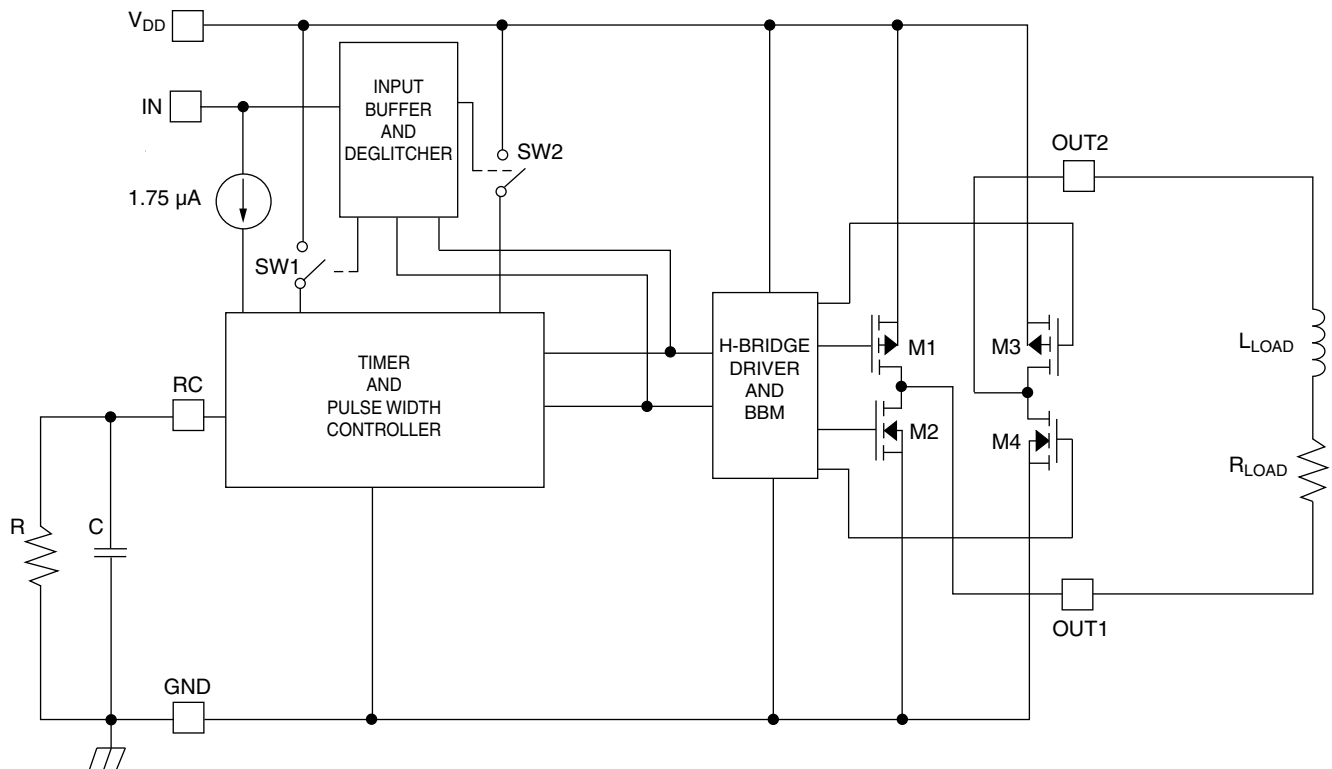 VDD
IN
INPUT
BUFFER
AND
DEGLITCHER
SW2
OUT2
1.75 µA
SW1
M1
M3
H-BRIDGE
DRIVER
AND
BBM
LLOAD
TIMER
AND
PULSE WIDTH
CONTROLLER
RC
M2
M4
RLOAD
R
C
OUT1
GND